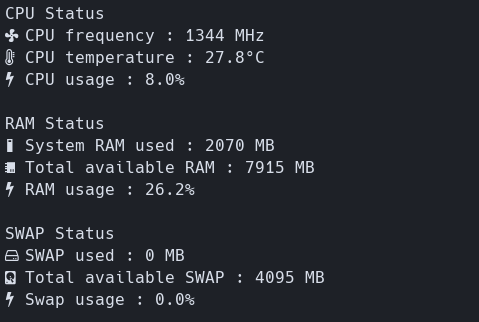 CPU Status
CPU frequency : 1344 MHz
CPU temperature : 27.8°C
CPU usage : 8.0%
RAM Status
System RAM used : 2070 MB
Total available RAM : 7915 MB
RAM usage : 26.2%
SWAP Status
SWAP used : 0 MB
Total available SWAP : 4095 MB
Swap usage : 0.0%